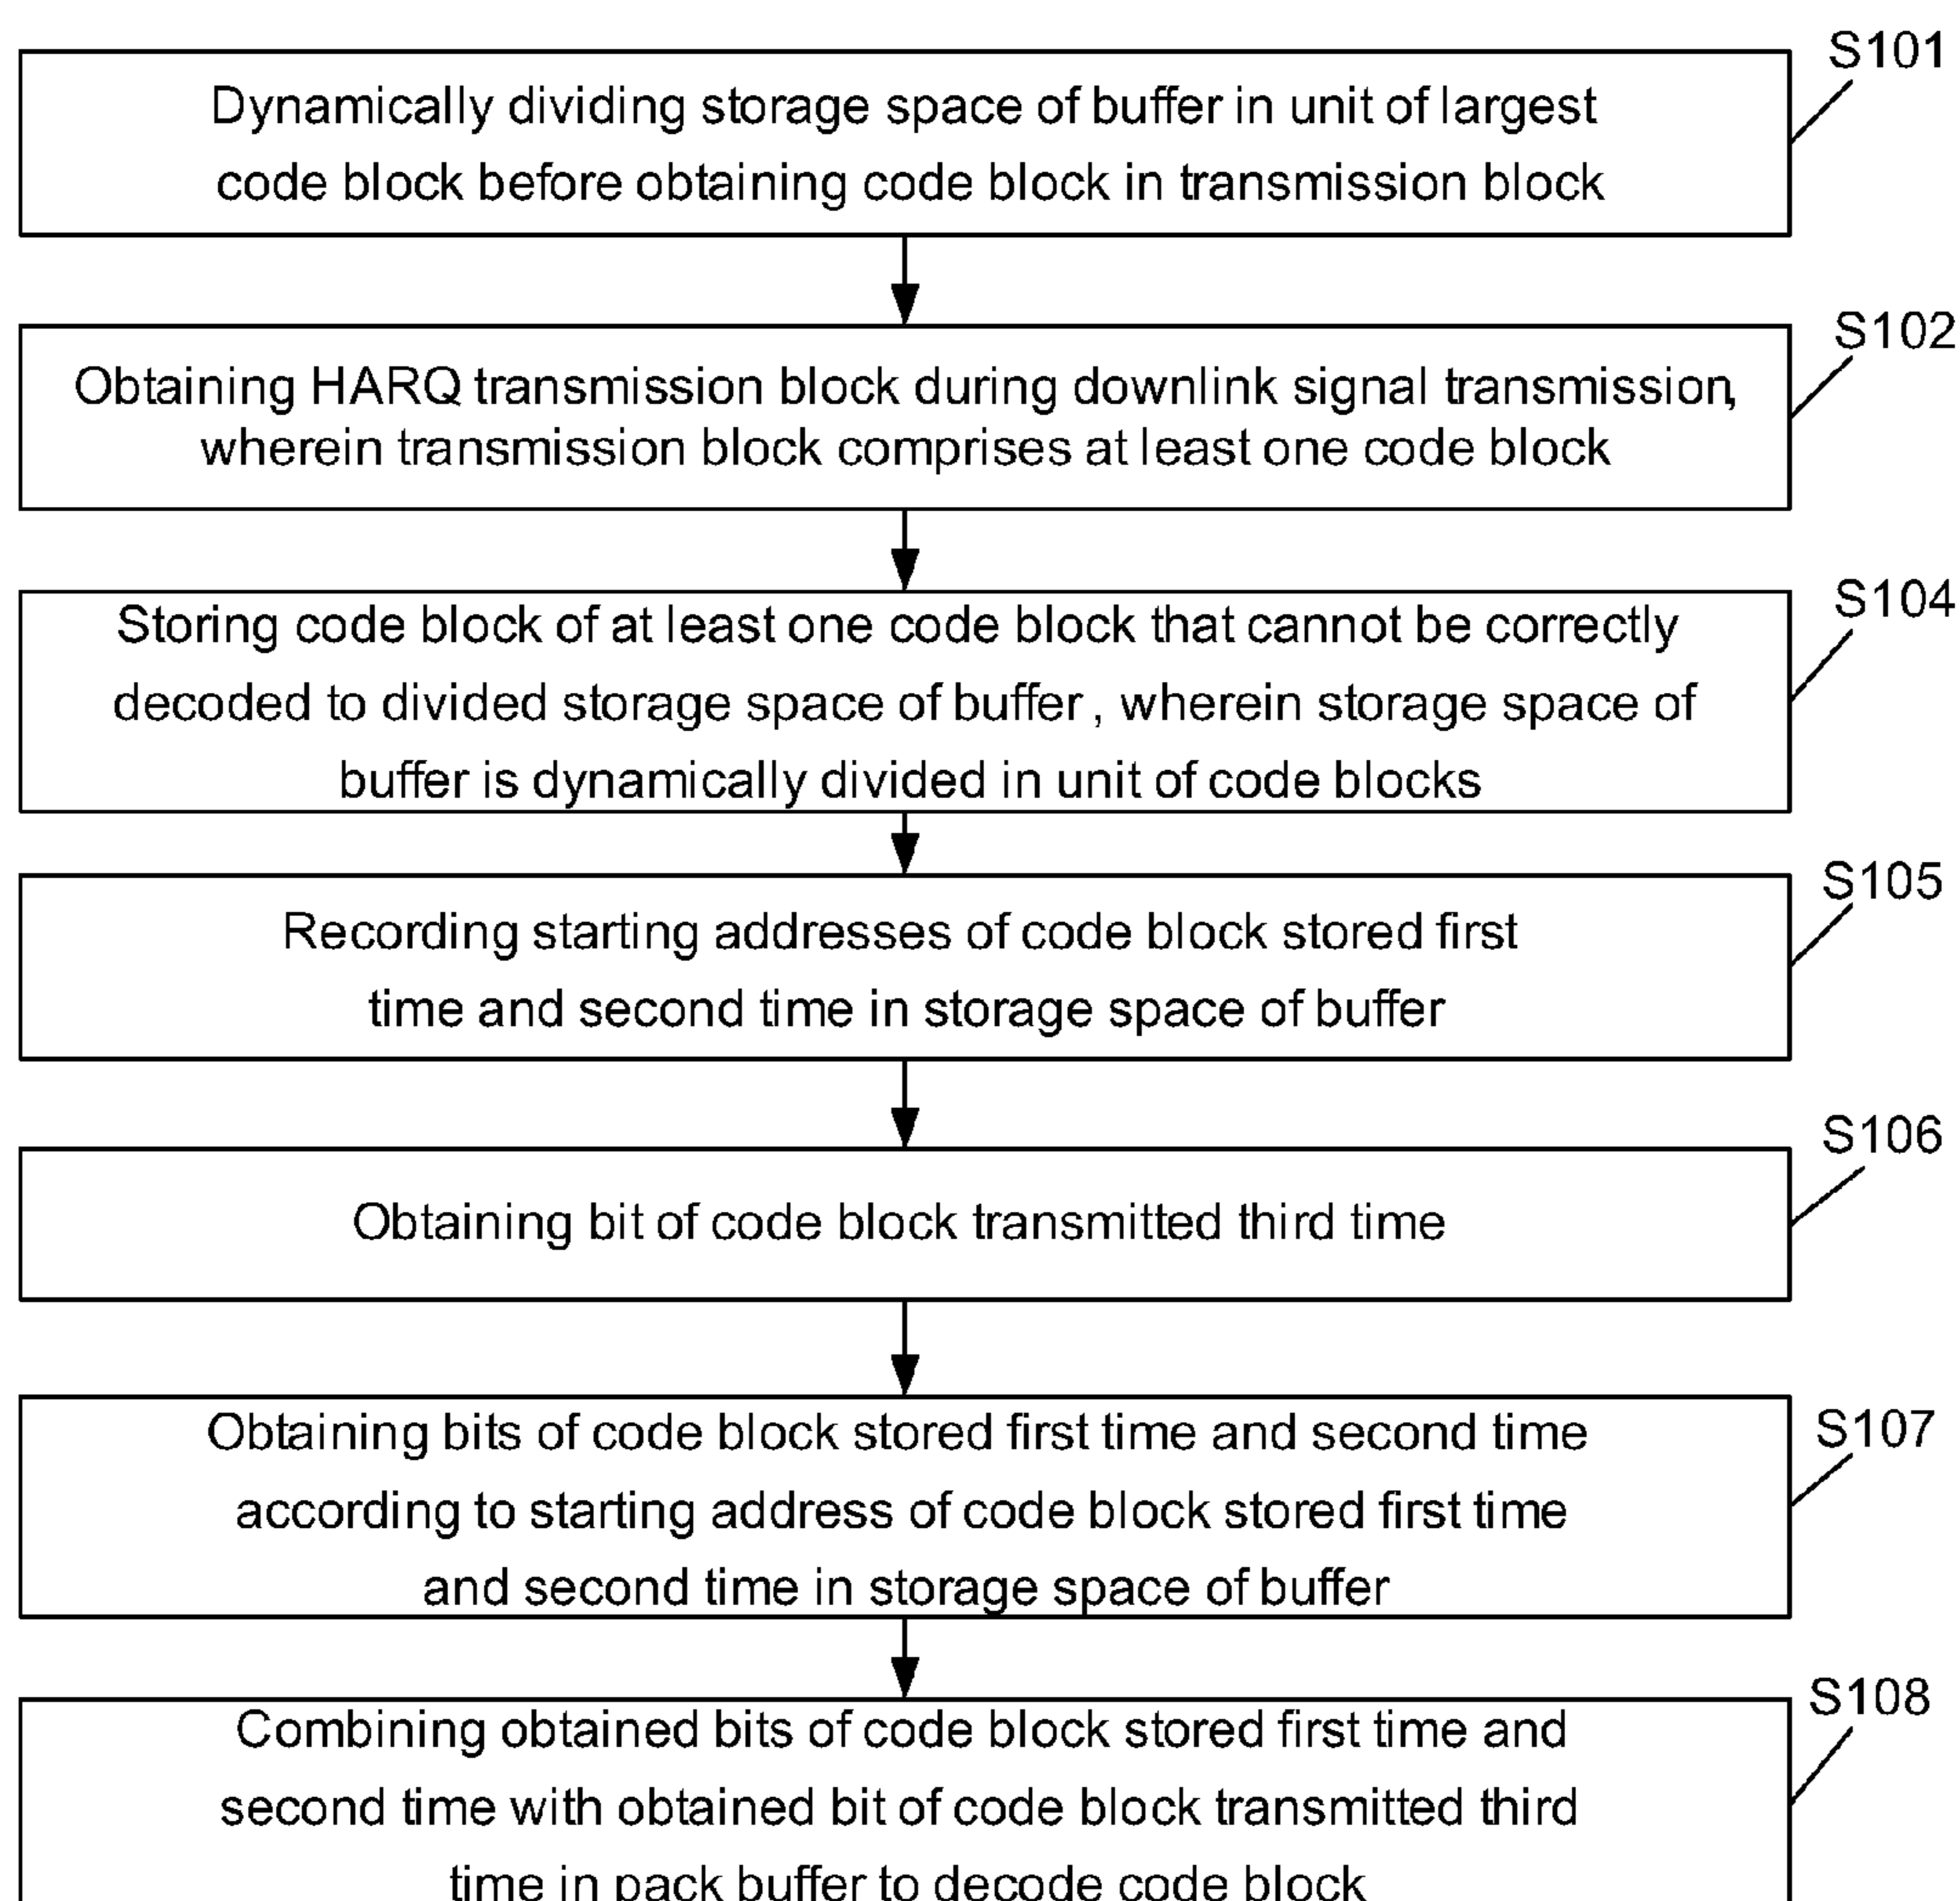 S101
Dynamically dividing storage space of buffer in unit of largest
code block before obtaining code block in transmission block
S102
Obtaining HARQ transmission block during downlink signal transmission,
wherein transmission block comprises at least one code block
S104
Storing code block of at least one code block that cannot be correctly
decoded to divided storage space of buffer, wherein storage space of
buffer is dynamically divided in unit of code blocks
S105
Recording starting addresses of code block stored first
time and second time in storage space of buffer
S106
Obtaining bit of code block transmitted third time
S107
Obtaining bits of code block stored first time and second time
according to starting address of code block stored first time
and second time in storage space of buffer
S108
Combining obtained bits of code block stored first time and
second time with obtained bit of code block transmitted third
time in pack buffer to decode code block